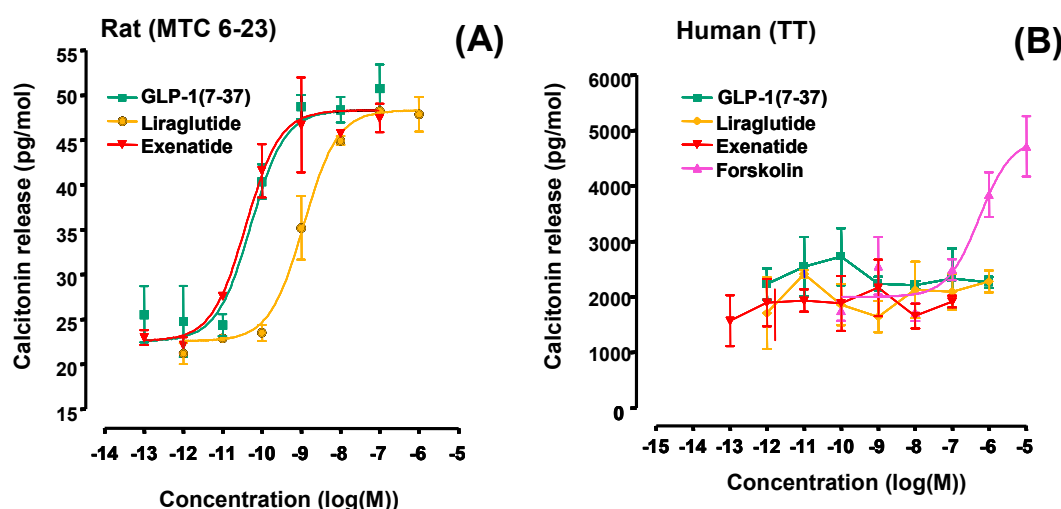 Rat (MTC 6-23)
(A)
GLP-1(7-37)
Liraglutide
Exenatide
Calcitonin release (pg/mol)
55
50
45
40
35
30
25
20
15
-14 -13 -12 -11 -10 -9 -8 -7 -6 -5
Concentration (log(M))
Human (TT)
(B)
GLP-1(7-37)
Liraglutide
Exenatide
Forskolin
Calcitonin release (pg/mol)
6000
5000
4000
3000
2000
1000
0
-15 -14 -13 -12 -11 -10 -9 -8 -7 -6 -5
Concentration (log(M))